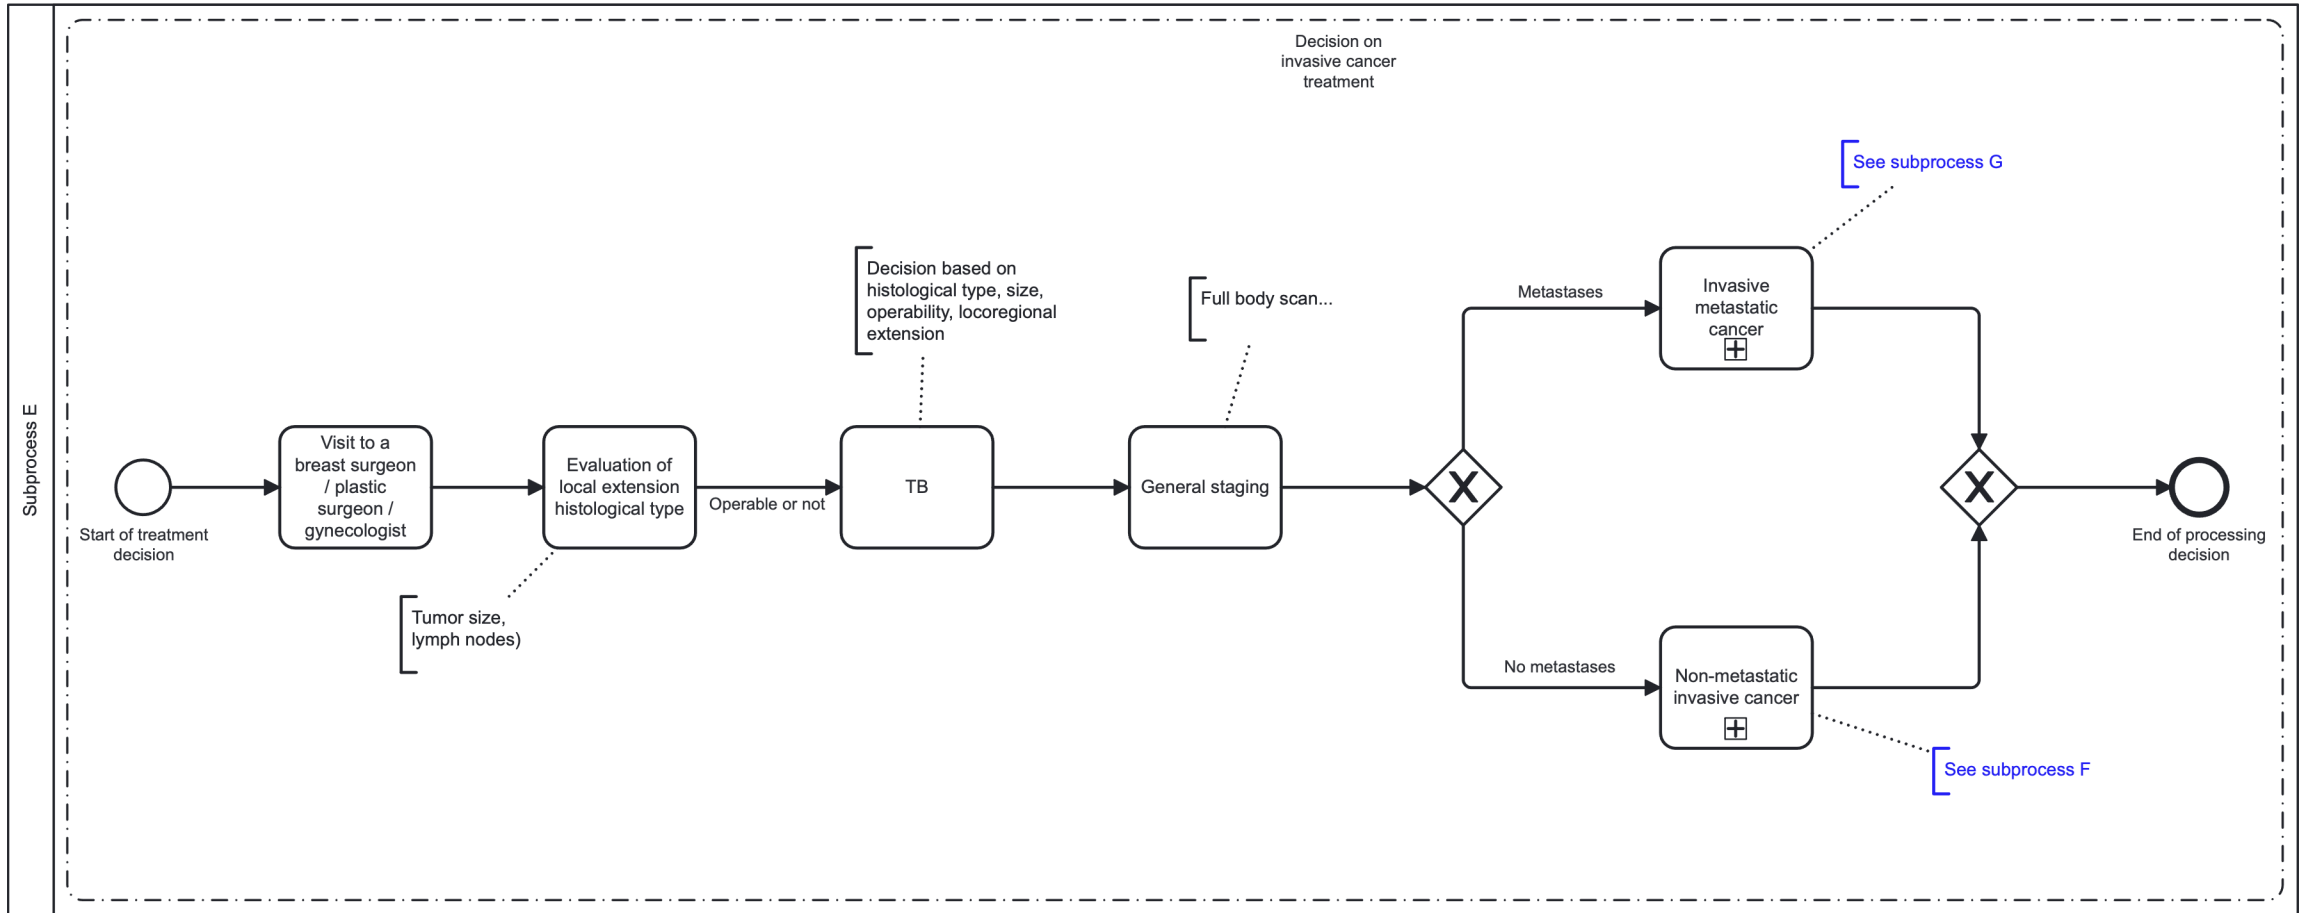 Subprocess E
Decision on
invasive cancer
treatment
Start of treatment
decision
Visit to a
breast surgeon
/ plastic
surgeon /
gynecologist
Evaluation of
local extension
histological type
Tumor size,
lymph nodes)
Operable or not
Decision based on
histological type, size,
operability, locoregional
extension
TB
Full body scan...
General staging
X
Metastases
Invasive
metastatic
cancer
See subprocess G
No metastases
Non-metastatic
invasive cancer
See subprocess F
X
End of processing
decision